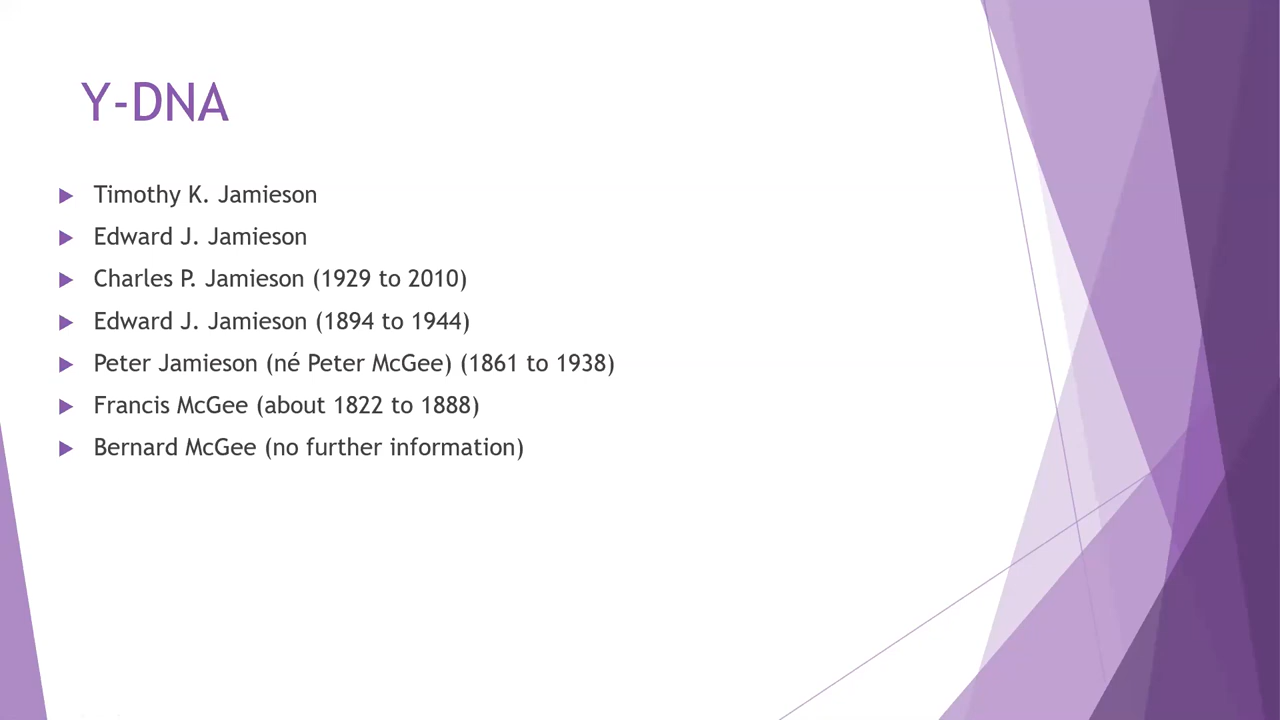 Y-DNA
Timothy K. Jamieson
Edward J. Jamieson
Charles P. Jamieson (1929 to 2010)
Edward J. Jamieson (1894 to 1944)
Peter Jamieson (né Peter McGee) (1861 to 1938)
Francis McGee (about 1822 to 1888)
Bernard McGee (no further information)